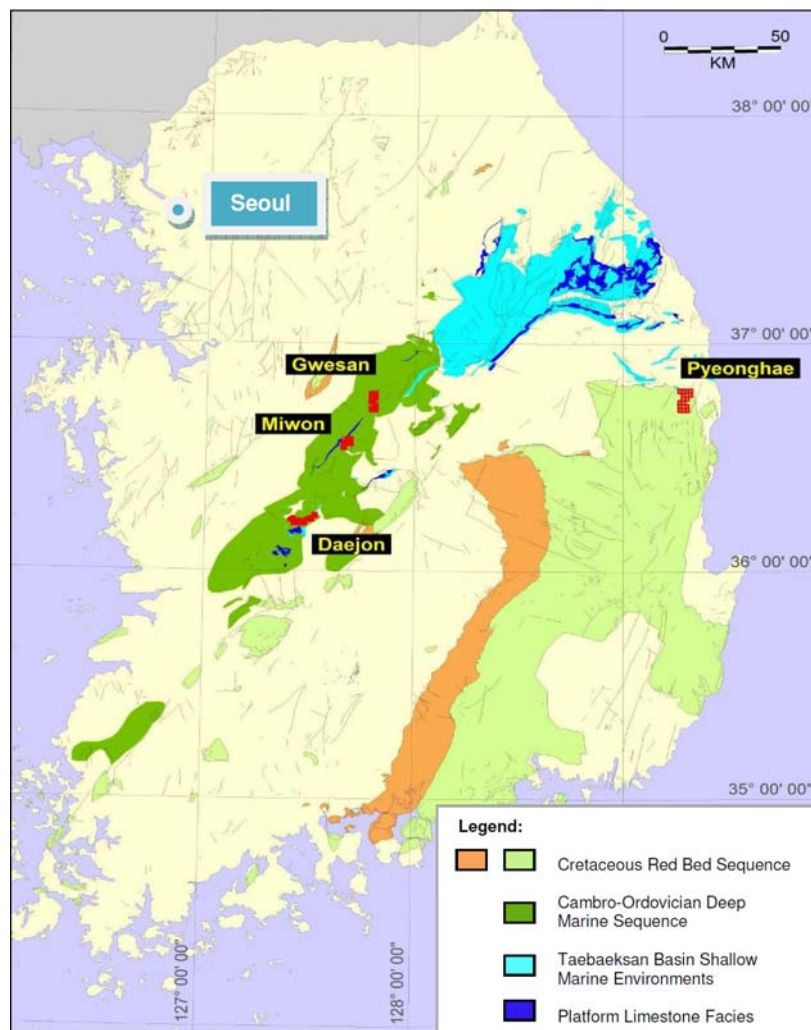 0 50
KM
38° 00' 00"
Seoul
37° 00' 00"
Gwesan
Pyeonghae
Miwon
Daejon
36° 00' 00"
35° 00' 00"
127° 00' 00"
128° 00' 00"
Legend:
Cretaceous Red Bed Sequence
Cambro-Ordovician Deep
Marine Sequence
Taebaeksan Basin Shallow
Marine Environments
Platform Limestone Facies